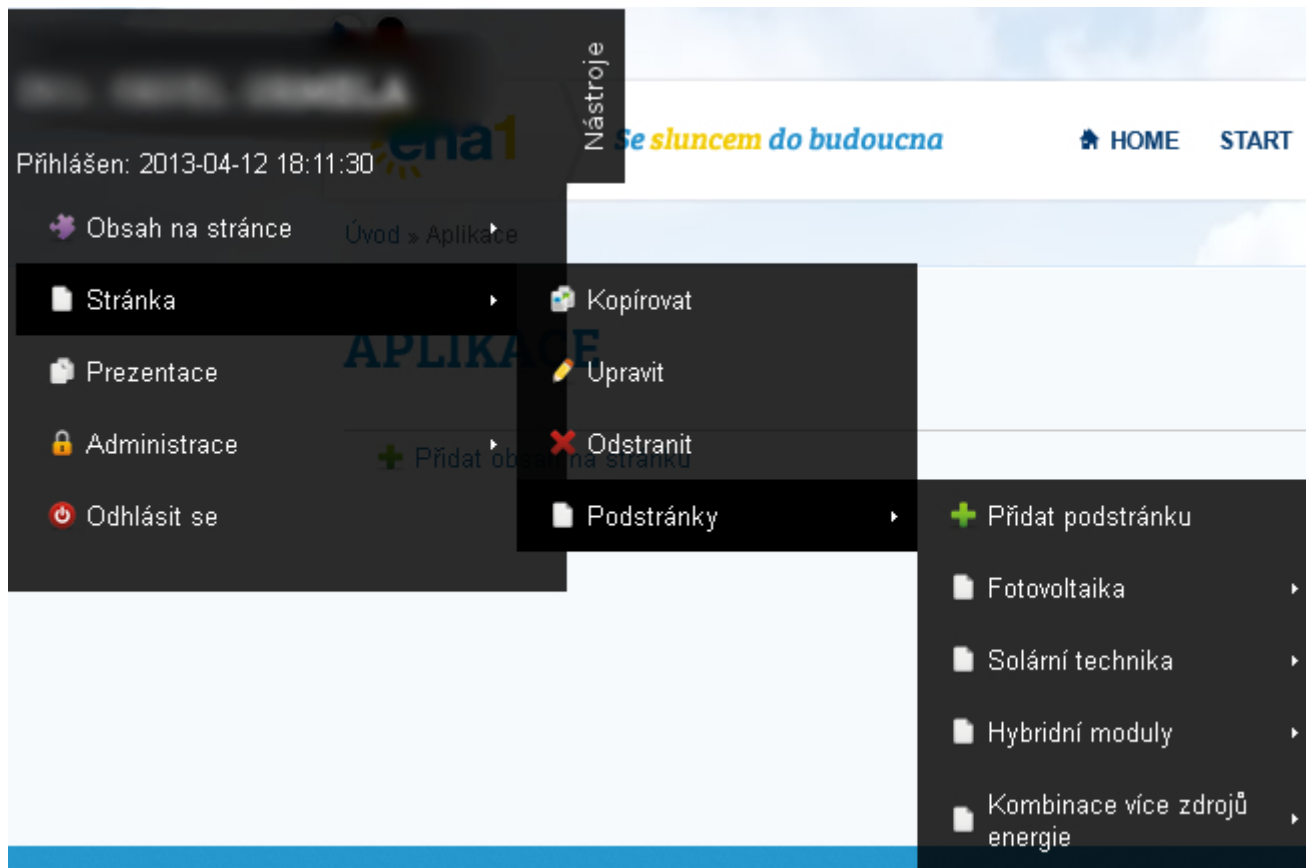 Nástroje
ena1
Se sluncem do budoucna
HOME
START
Přihlášen: 2013-04-12 18:11:30
Obsah na stránce
Úvod » Aplikace
Stránka
Kopírovat
APLIKACE
Prezentace
Upravit
Administrace
Odstranit
Přidat obsah na stránku
Odhlásit se
Podstránky
Přidat podstránku
Fotovoltaika
Solární technika
Hybridní moduly
Kombinace více zdrojů
energie